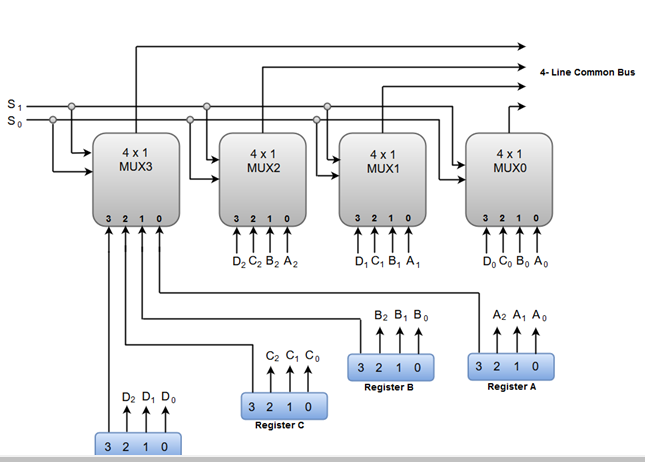 4- Line Common Bus
S1
S0
4 x 1 MUX3
4 x 1 MUX2
4 x 1 MUX1
4 x 1 MUX0
3 2 1 0
3 2 1 0
3 2 1 0
3 2 1 0
D2 C2 B2 A2
D1 C1 B1 A1
D0 C0 B0 A0
B2 B1 B0
A2 A1 A0
3 2 1 0
3 2 1 0
Register B
Register A
C2 C1 C0
3 2 1 0
Register C
D2 D1 D0
3 2 1 0